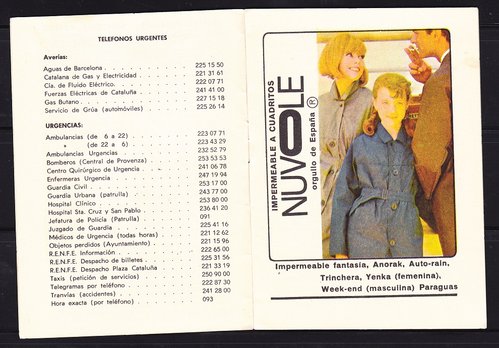 TELEFONOS URGENTES
Averías:
Aguas de Barcelona . . . . . . . . . . 225 15 50
Catalana de Gas y Electricidad . . . . . . 221 31 61
Cía. de Fluido Eléctrico. . . . . . . . . 222 07 71
Fuerzas Eléctricas de Cataluña . . . . . . 241 41 00
Gas Butano . . . . . . . . . . . . 227 15 18
Servicio de Grúa (automóviles) . . . . . . 225 26 14
URGENCIAS:
Ambulancias (de 6 a 22) . . . . . . . . 223 07 71
» (de 22 a 6) . . . . . . . . 223 43 29
Ambulancias Urgencias . . . . . . . . . 232 52 79
Bomberos (Central de Provenza) . . . . . . 253 53 53
Centro Quirúrgico de Urgencia . . . . . . 241 06 78
Enfermeras Urgencia . . . . . . . . . 247 19 94
Guardia Civil . . . . . . . . . . . 253 17 00
Guardia Urbana (patrulla) . . . . . . . 243 77 00
Hospital Clínico . . . . . . . . . . 253 80 00
Hospital Sta. Cruz y San Pablo . . . . . . 236 41 20
Jefatura de Policía (Patrulla) . . . . . . 091
Juzgado de Guardia . . . . . . . . . 225 41 16
Médicos de Urgencia (todas horas) . . . . . 221 12 62
Objetos perdidos (Ayuntamiento) . . . . . 221 15 96
R.E.N.F.E. Información . . . . . . . . 222 65 00
R.E.N.F.E. Despacho de billetes . . . . . . 225 31 56
R.E.N.F.E. Despacho Plaza Cataluña . . . . 221 33 19
Taxis (petición de servicios) . . . . . . . 250 90 00
Telegramas por teléfono . . . . . . . . 222 87 30
Tranvías (accidentes) . . . . . . . . . 241 28 00
Hora exacta (por teléfono) . . . . . . . 093
IMPERMEABLE A CUADRITOS
NUVOLE
orgullo de España ®
Impermeable fantasía, Anorak, Auto-rain,
Trinchera, Yenka (femenina),
Week-end (masculina) Paraguas